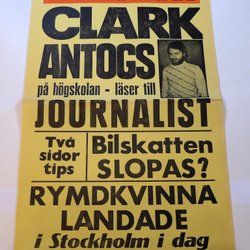 CLARK
ANTOGS
på högskolan - läser till
JOURNALIST
Två
sidor
tips
Bilskatten
SLOPAS?
RYMDKVINNA
LANDADE
i Stockholm i dag